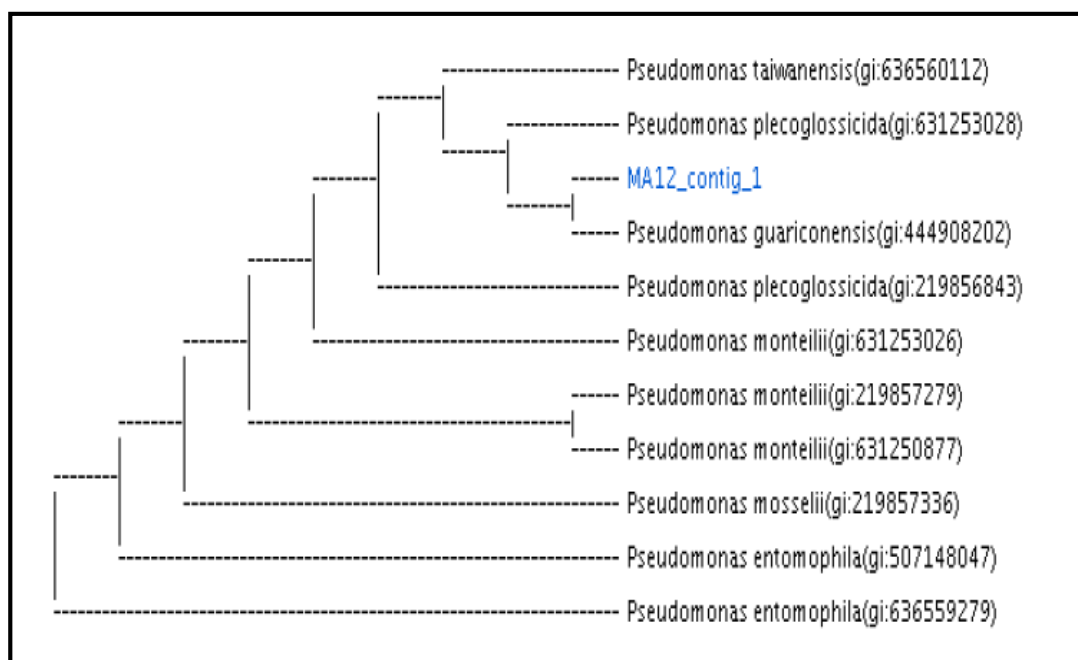 Pseudomonas taiwanensis(gi:636560112)
Pseudomonas plecoglossicida(gi:631253028)
MA12_contig_1
Pseudomonas guariconensis(gi:444908202)
Pseudomonas plecoglossicida(gi:219856843)
Pseudomonas monteilii(gi:631253026)
Pseudomonas monteilii(gi:219857279)
Pseudomonas monteilii(gi:631250877)
Pseudomonas mosselii(gi:219857336)
Pseudomonas entomophila(gi:507148047)
Pseudomonas entomophila(gi:636559279)